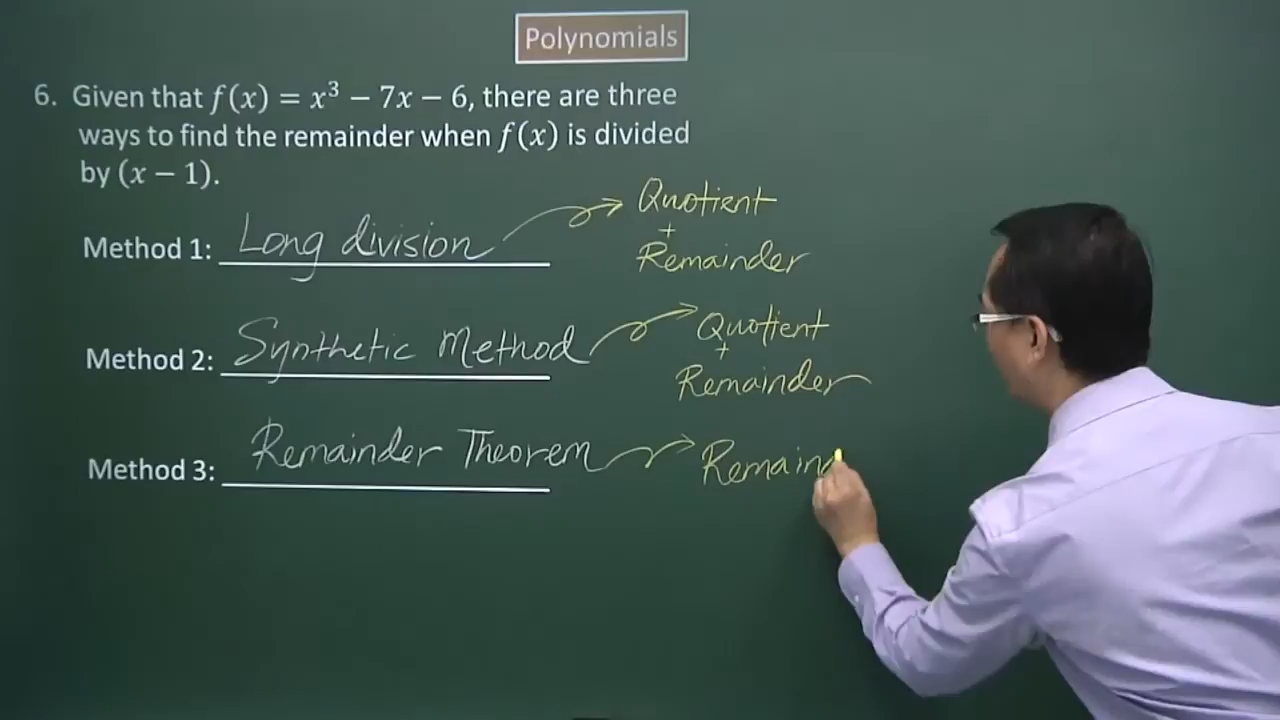 Polynomials
6. Given that f(x) = x³ − 7x − 6, there are three
ways to find the remainder when f(x) is divided
by (x − 1).
Quotient
+
Method 1: Long division
Remainder
Quotient
+
Method 2: Synthetic Method
Remainder
Method 3: Remainder Theorem
Remaind